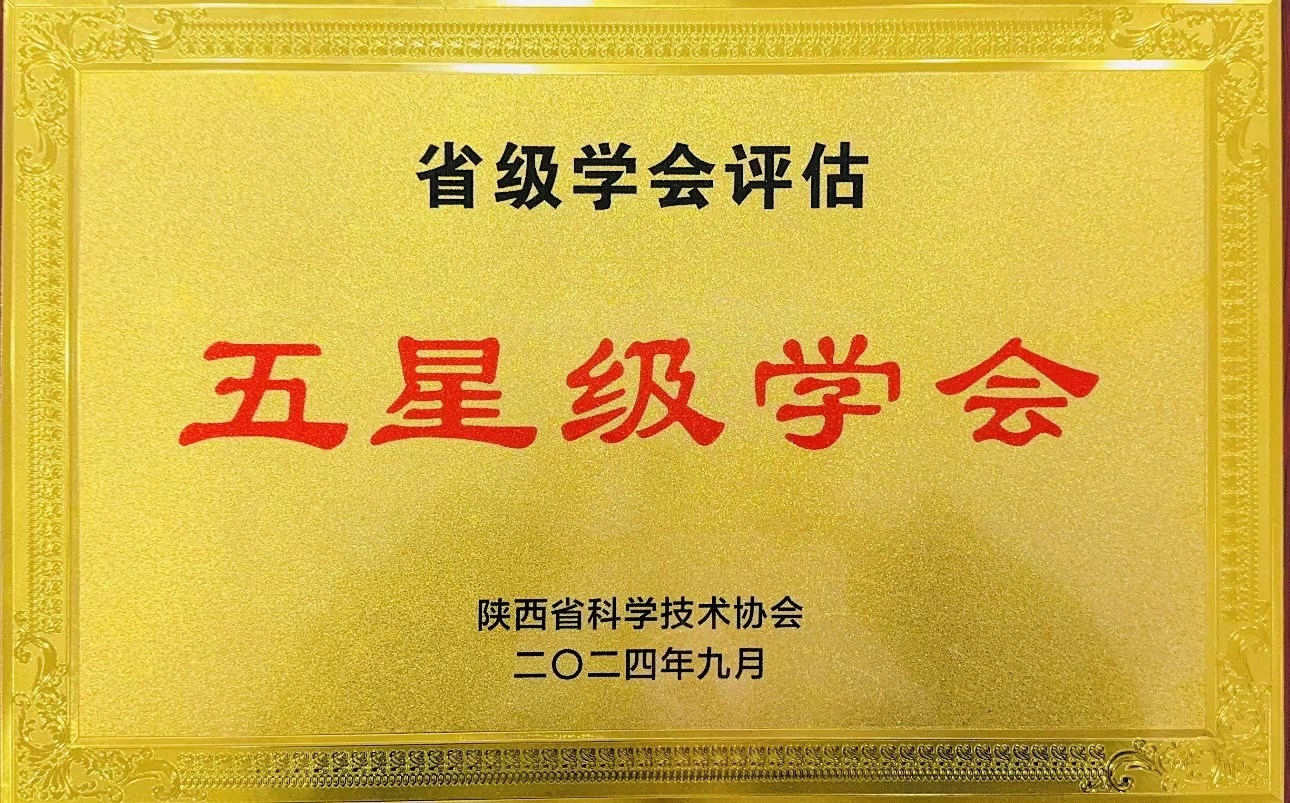 省级学会评估
五星级学会
陕西省科学技术协会
二〇二四年九月